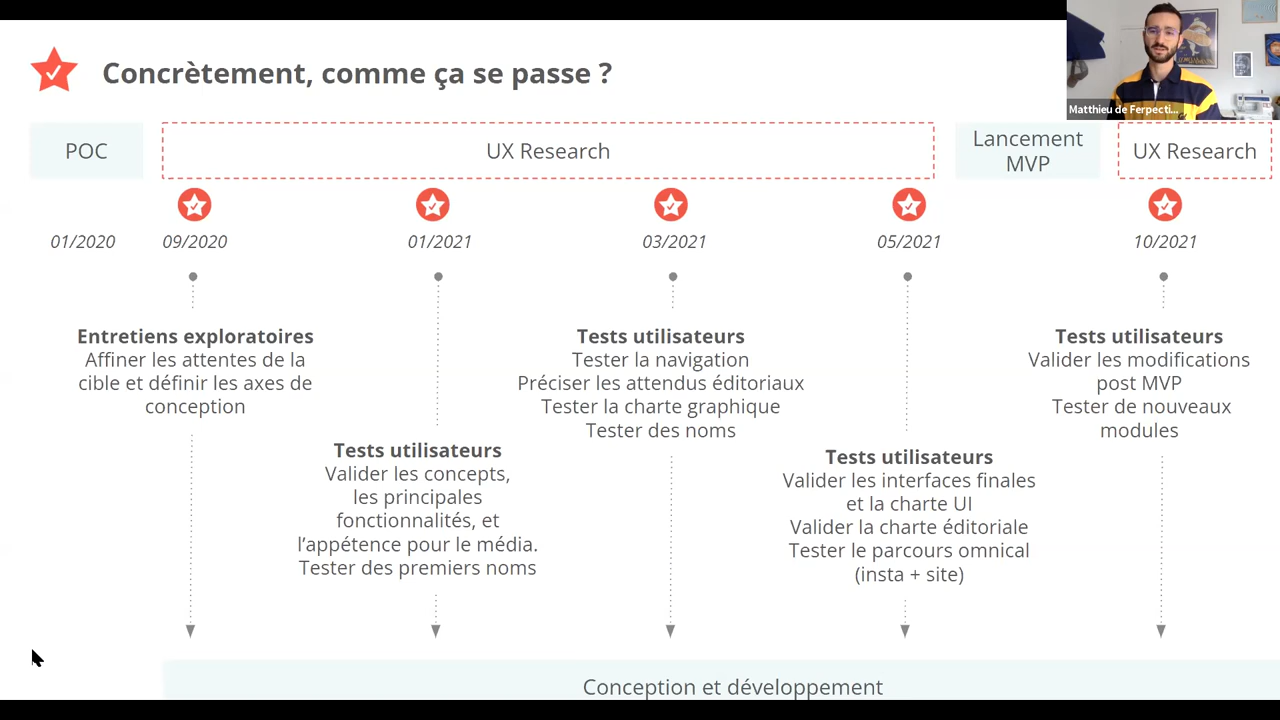 Concrètement, comme ça se passe ?
Matthieu de Ferpecti...
POC
UX Research
Lancement
MVP
UX Research
01/2020
09/2020
01/2021
03/2021
05/2021
10/2021
Entretiens exploratoires
Affiner les attentes de la
cible et définir les axes de
conception
Tests utilisateurs
Valider les concepts,
les principales
fonctionnalités, et
l’appétence pour le média.
Tester des premiers noms
Tests utilisateurs
Tester la navigation
Préciser les attendus éditoriaux
Tester la charte graphique
Tester des noms
Tests utilisateurs
Valider les interfaces finales
et la charte UI
Valider la charte éditoriale
Tester le parcours omnical
(insta + site)
Tests utilisateurs
Valider les modifications
post MVP
Tester de nouveaux
modules
Conception et développement